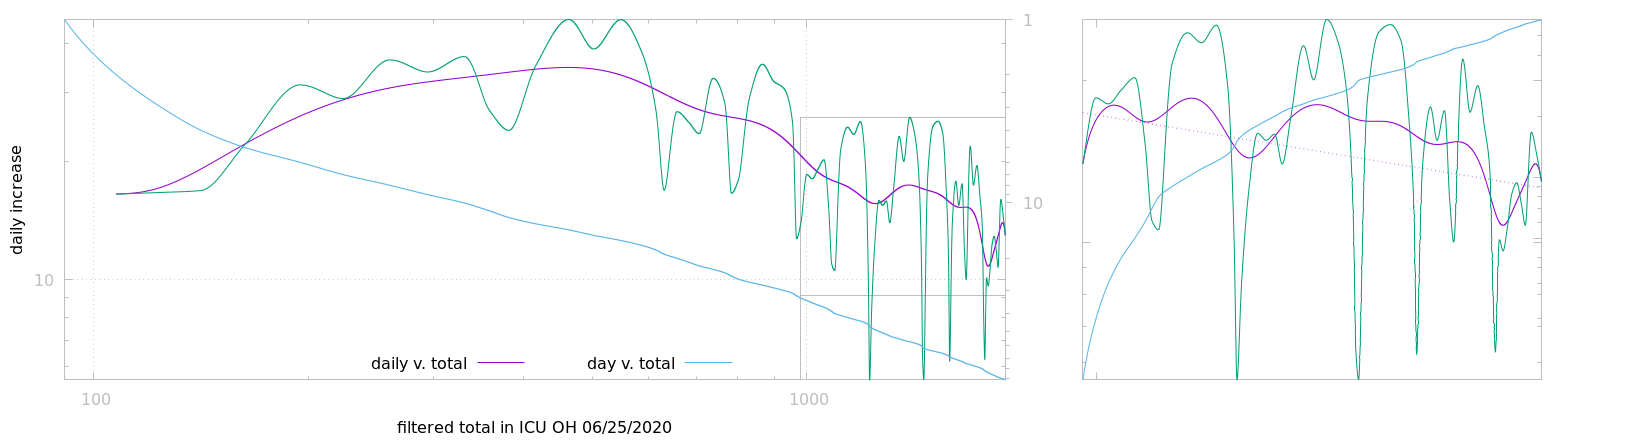 1
daily increase
10
10
daily v. total
day v. total
100
1000
filtered total in ICU OH 06/25/2020